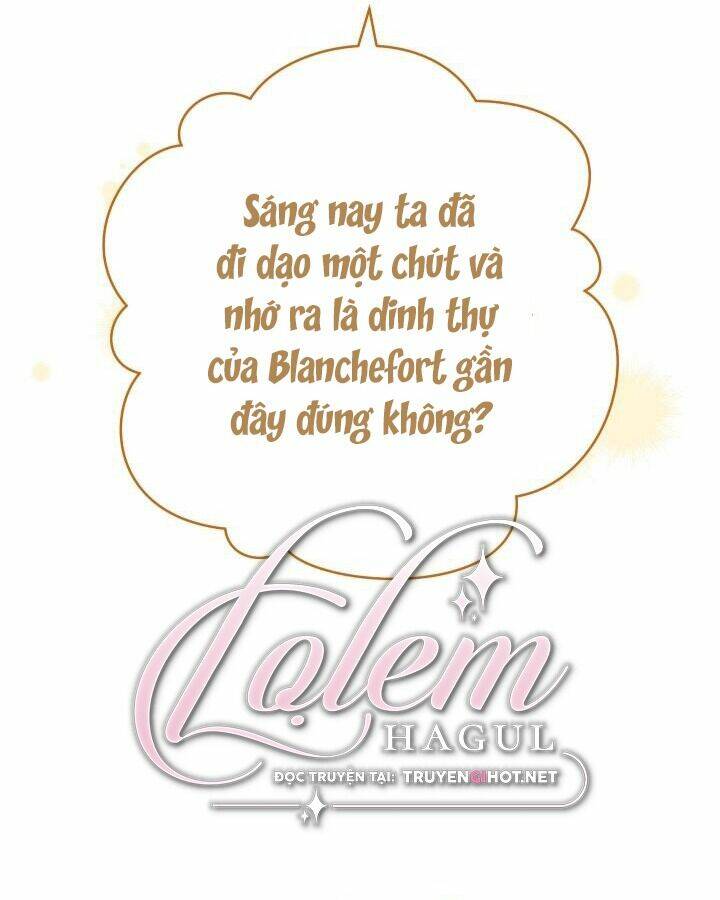 Sáng nay ta đã
đi dạo một chút và
nhớ ra là dinh thự
của Blanchefort gần
đây đúng không?
Lọlem
HAGUL
ĐỌC TRUYỆN TẠI: TRUYENGIHOT.NET